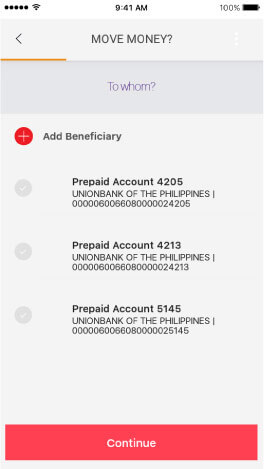 9:41 AM
100%
MOVE MONEY?
To whom?
Add Beneficiary
Prepaid Account 4205
UNIONBANK OF THE PHILIPPINES |
0000060066080000024205
Prepaid Account 4213
UNIONBANK OF THE PHILIPPINES |
0000060066080000024213
Prepaid Account 5145
UNIONBANK OF THE PHILIPPINES |
0000060066080000025145
Continue